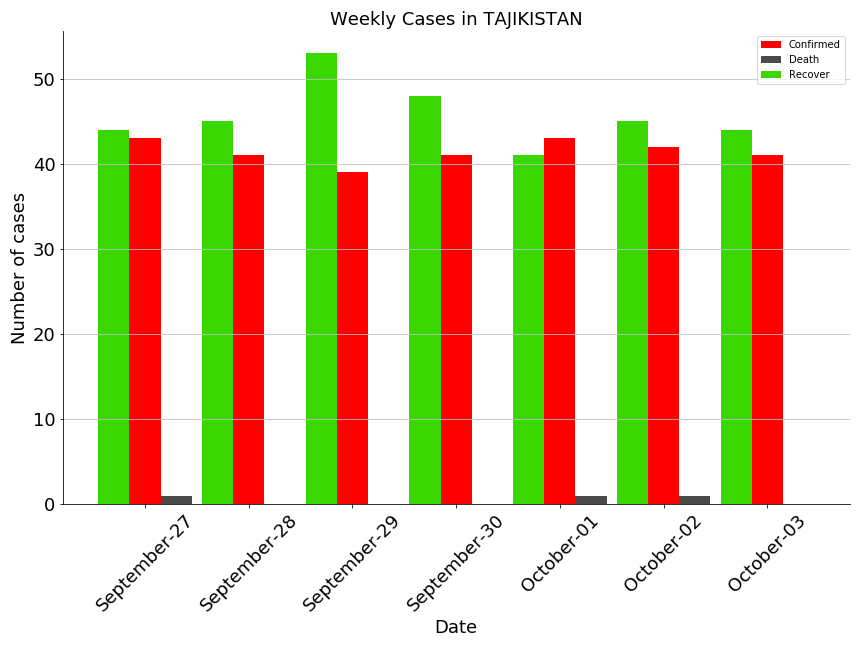 Weekly Cases in TAJIKISTAN
Confirmed
Death
Recover
Number of cases
50
40
30
20
10
0
September-27
September-28
September-29
September-30
October-01
October-02
October-03
Date